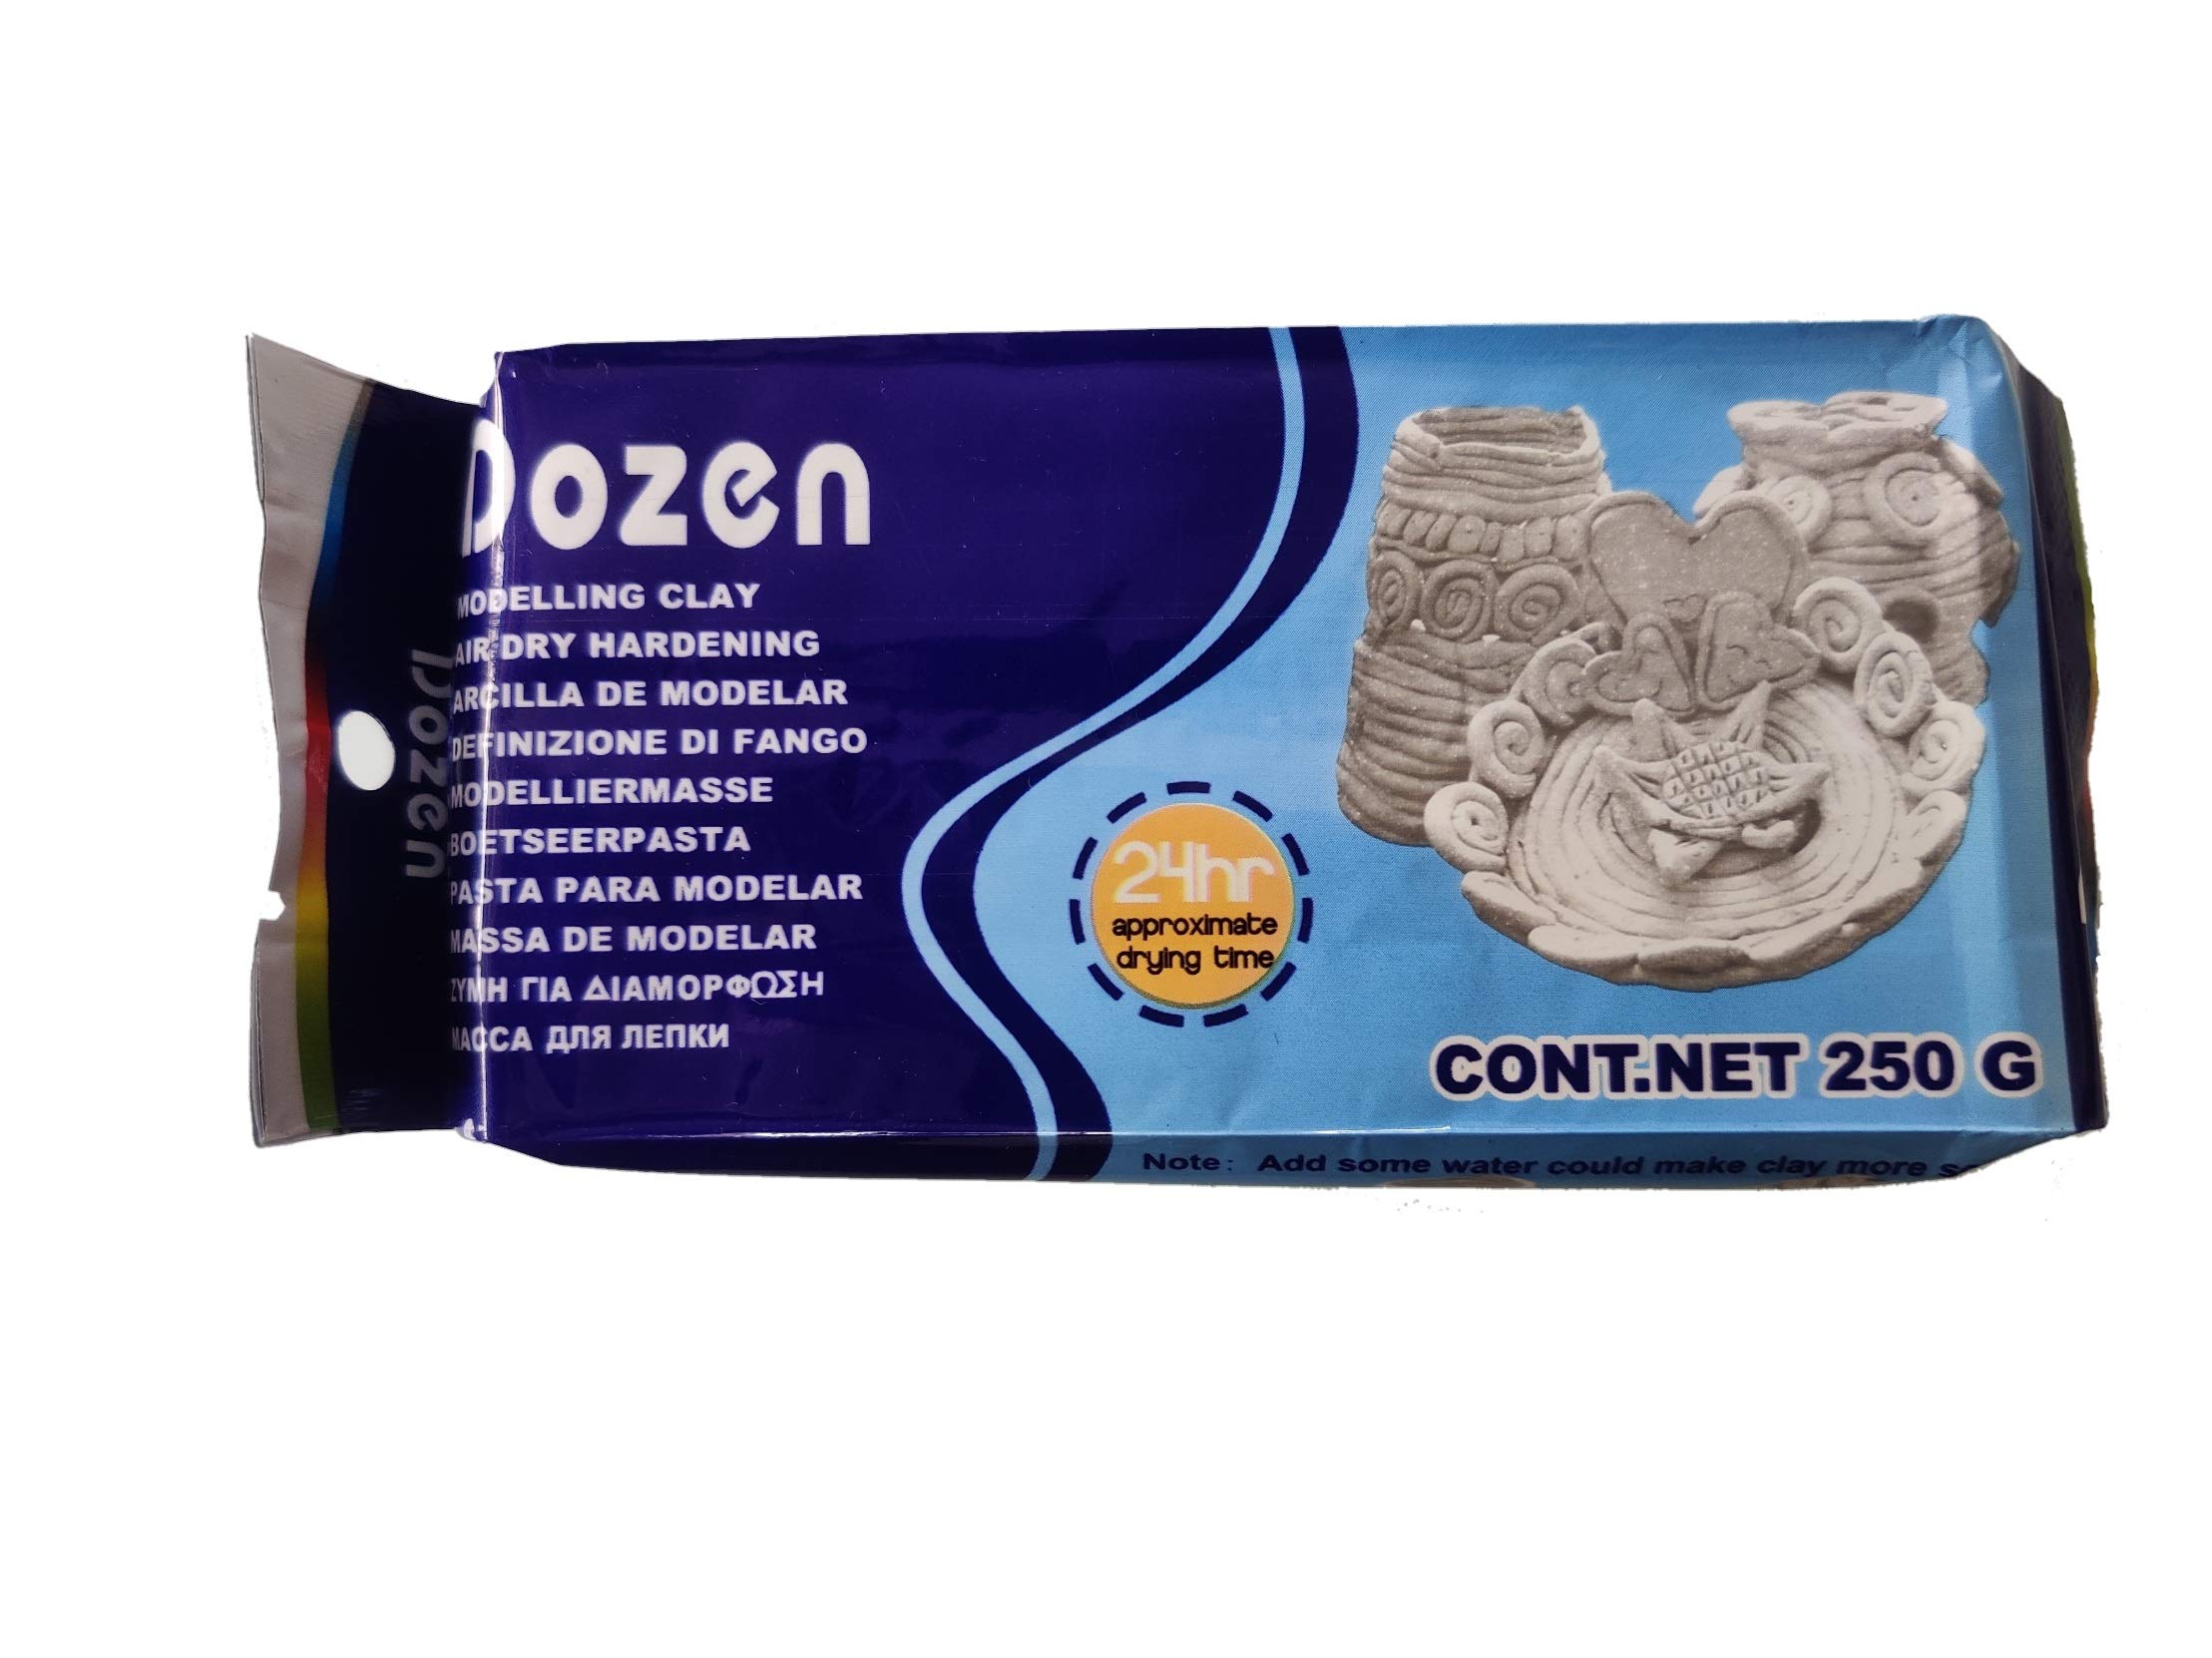 Dozen
MODELLING CLAY
AIR DRY HARDENING
ARCILLA DE MODELAR
DEFINIZIONE DI FANGO
MODELLIERMASSE
BOETSEERPASTA
PASTA PARA MODELAR
MASSA DE MODELAR
ΖΥΜΗ ΓΙΑ ΔΙΑΜΟΡΦΩΣΗ
МАССА ДЛЯ ЛЕПКИ
Dozen
24hr
approximate
drying time
CONT.NET 250 G
Note: Add some water could make clay more